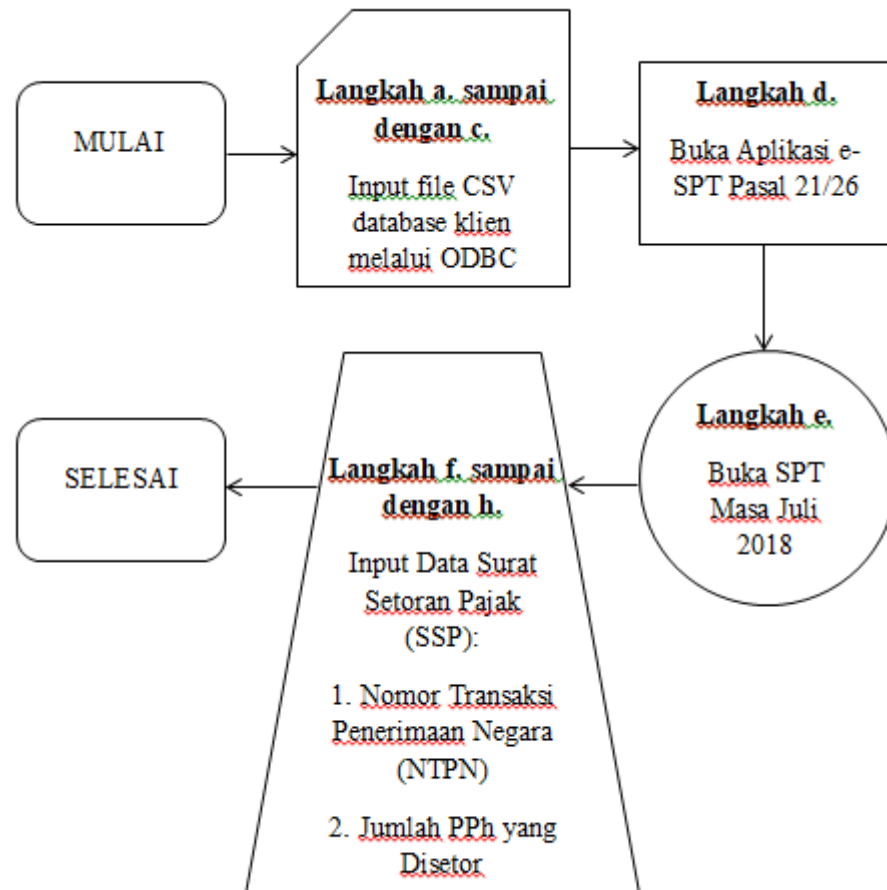 MULAI
Langkah a. sampai
dengan c.
Input file CSV
database klien
melalui ODBC
Langkah d.
Buka Aplikasi e-
SPT Pasal 21/26
Langkah e.
Buka SPT
Masa Juli
2018
Langkah f. sampai
dengan h.
Input Data Surat
Setoran Pajak
(SSP):
1. Nomor Transaksi
Penerimaan Negara
(NTPN)
2. Jumlah PPh yang
Disetor
SELESAI